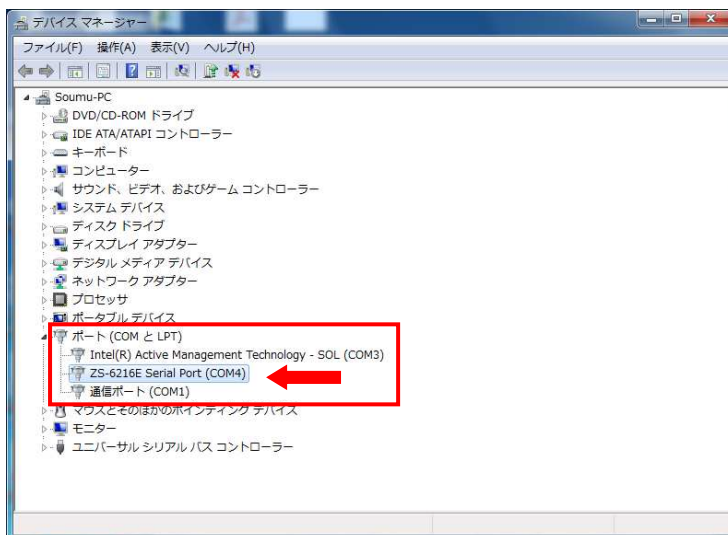 デバイス マネージャー
ファイル(F) 操作(A) 表示(V) ヘルプ(H)
Soumu-PC
DVD/CD-ROM ドライブ
IDE ATA/ATAPI コントローラー
キーボード
コンピューター
サウンド、ビデオ、およびゲーム コントローラー
システム デバイス
ディスク ドライブ
ディスプレイ アダプター
デジタル メディア デバイス
ネットワーク アダプター
プロセッサ
ポータブル デバイス
ポート (COM と LPT)
Intel(R) Active Management Technology - SOL (COM3)
ZS-6216E Serial Port (COM4)
通信ポート (COM1)
マウスとそのほかのポインティング デバイス
モニター
ユニバーサル シリアル バス コントローラー